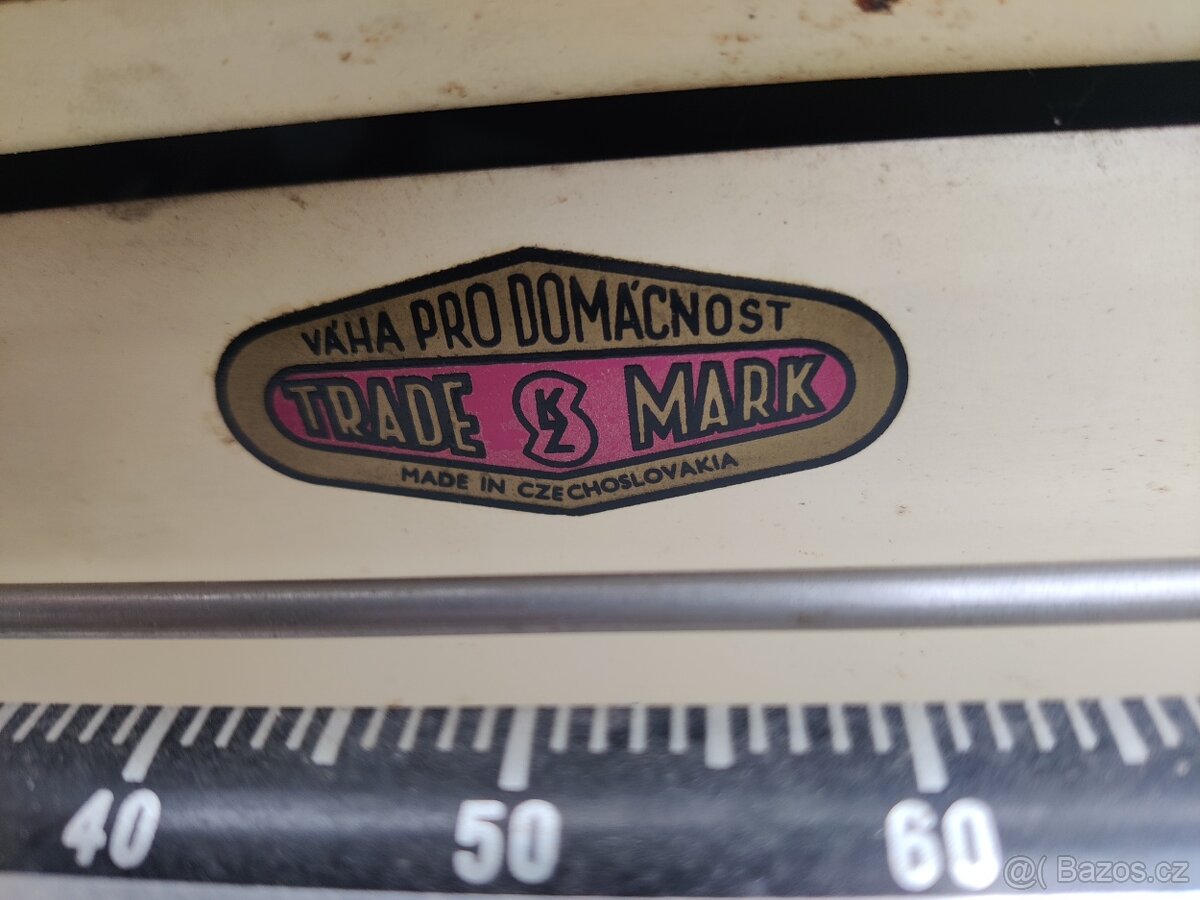 VÁHA PRO DOMÁCNOST
TRADE KZ MARK
MADE IN CZECHOSLOVAKIA
40 50 60
@( Bazos.cz